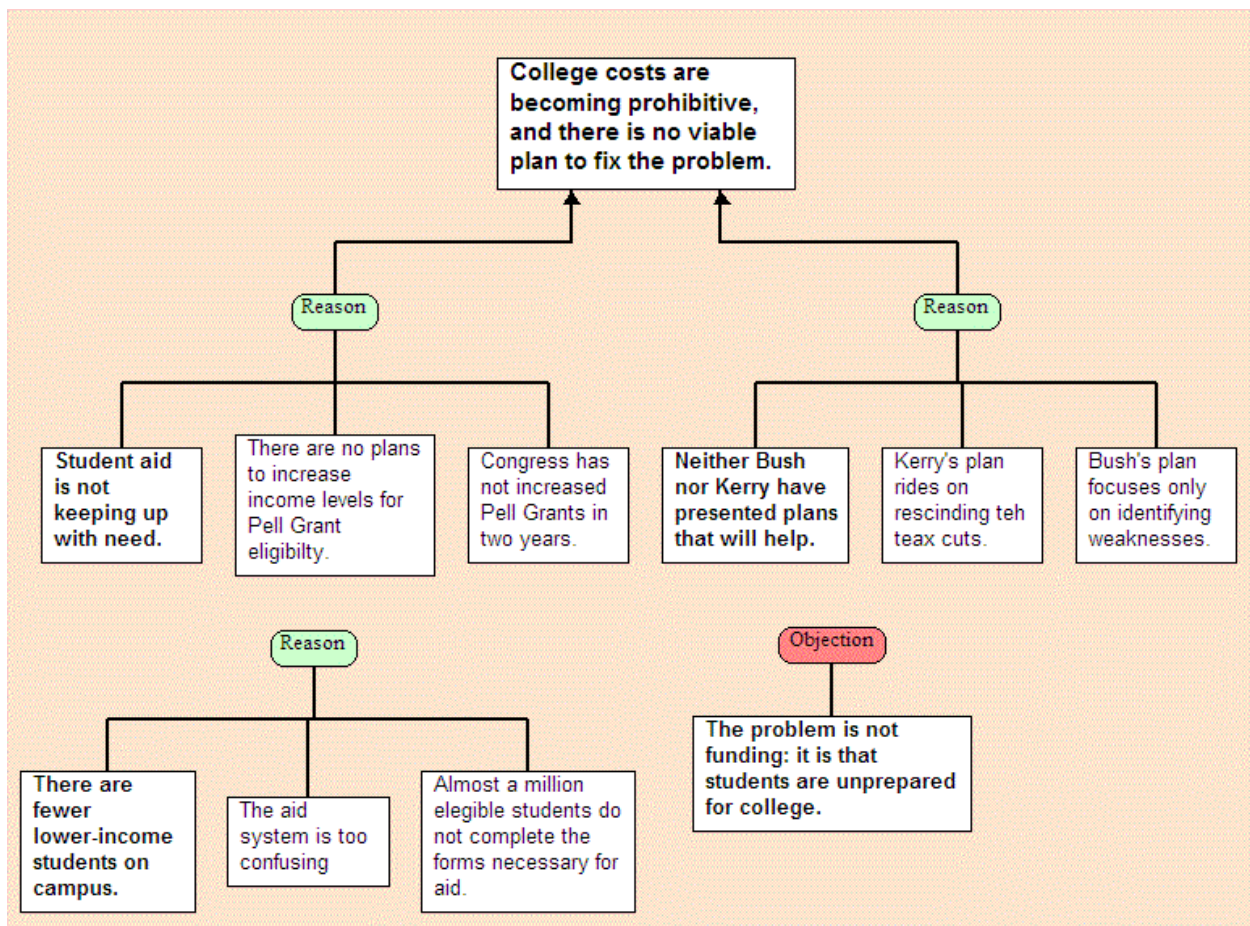 College costs are
becoming prohibitive,
and there is no viable
plan to fix the problem.
Reason
Reason
Student aid
is not
keeping up
with need.
There are no plans
to increase
income levels for
Pell Grant
eligibilty.
Congress has
not increased
Pell Grants in
two years.
Neither Bush
nor Kerry have
presented plans
that will help.
Kerry's plan
rides on
rescinding teh
teax cuts.
Bush's plan
focuses only
on identifying
weaknesses.
Reason
Objection
There are
fewer
lower-income
students on
campus.
The aid
system is too
confusing
Almost a million
elegible students do
not complete the
forms necessary for
aid.
The problem is not
funding: it is that
students are unprepared
for college.